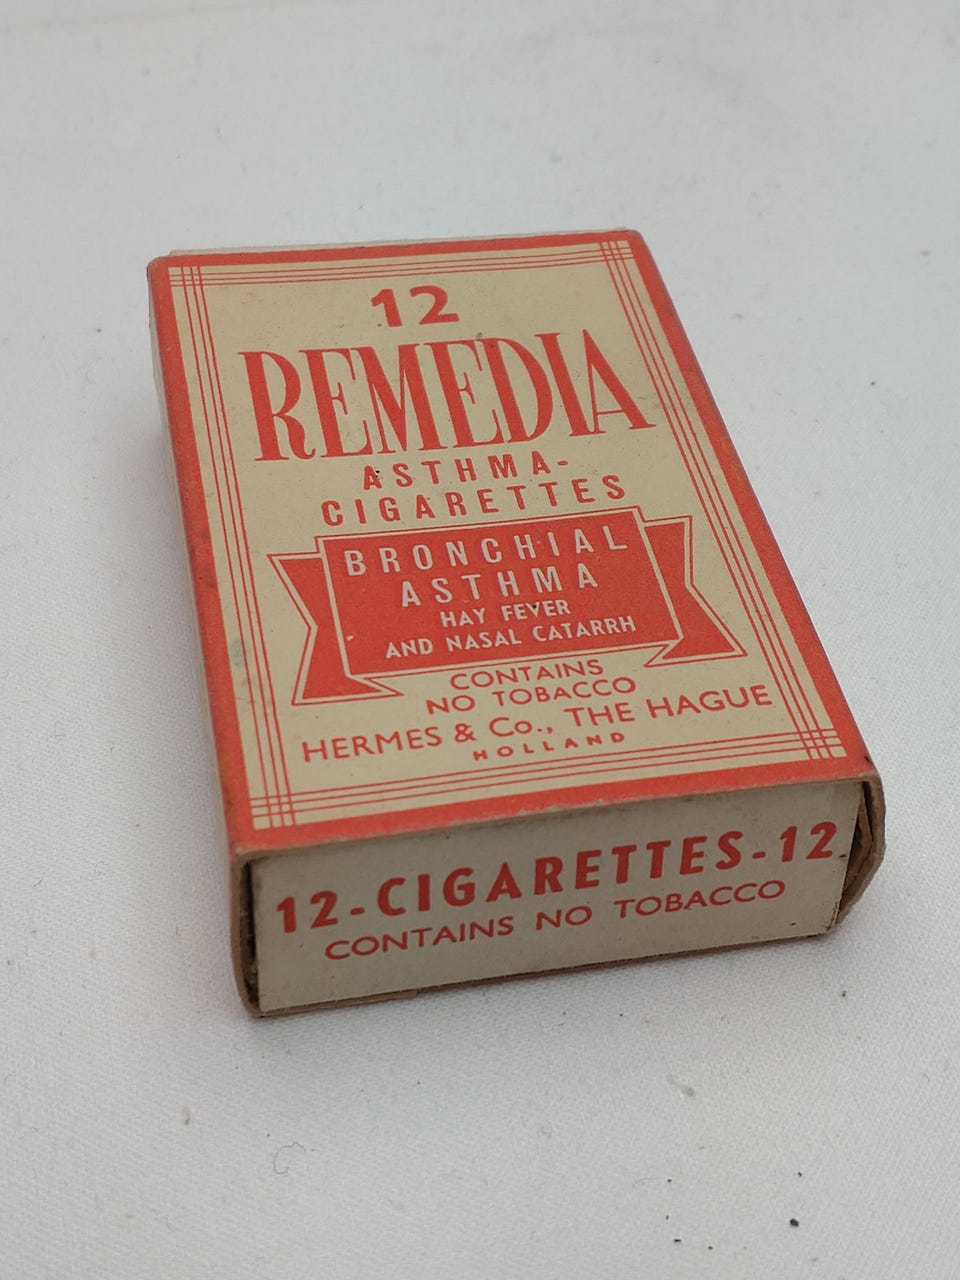 12
REMEDIA
ASTHMA-
CIGARETTES
BRONCHIAL
ASTHMA
HAY FEVER
AND NASAL CATARRH
CONTAINS
NO TOBACCO
HERMES & Co., THE HAGUE
HOLLAND
12-CIGARETTES-12
CONTAINS NO TOBACCO